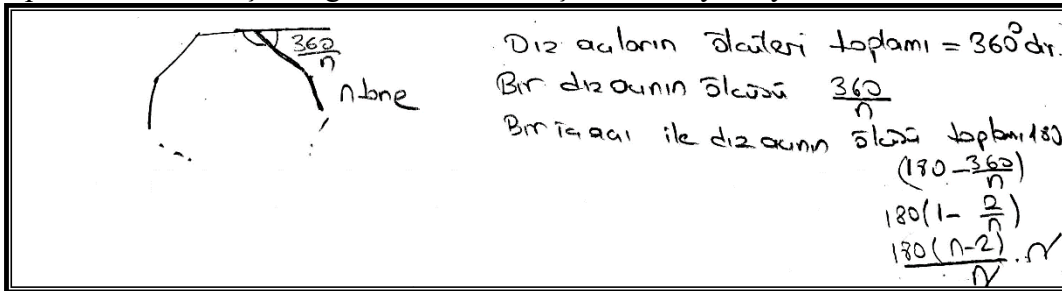 360/n
n tane
Dış açıların ölçüleri toplamı = 360° dir.
Bir dış açının ölçüsü 360/n
Bir iç açı ile dış açının ölçüsü toplamı 180
(180 - 360/n)
180(1 - 2/n)
180(n-2)/n . n